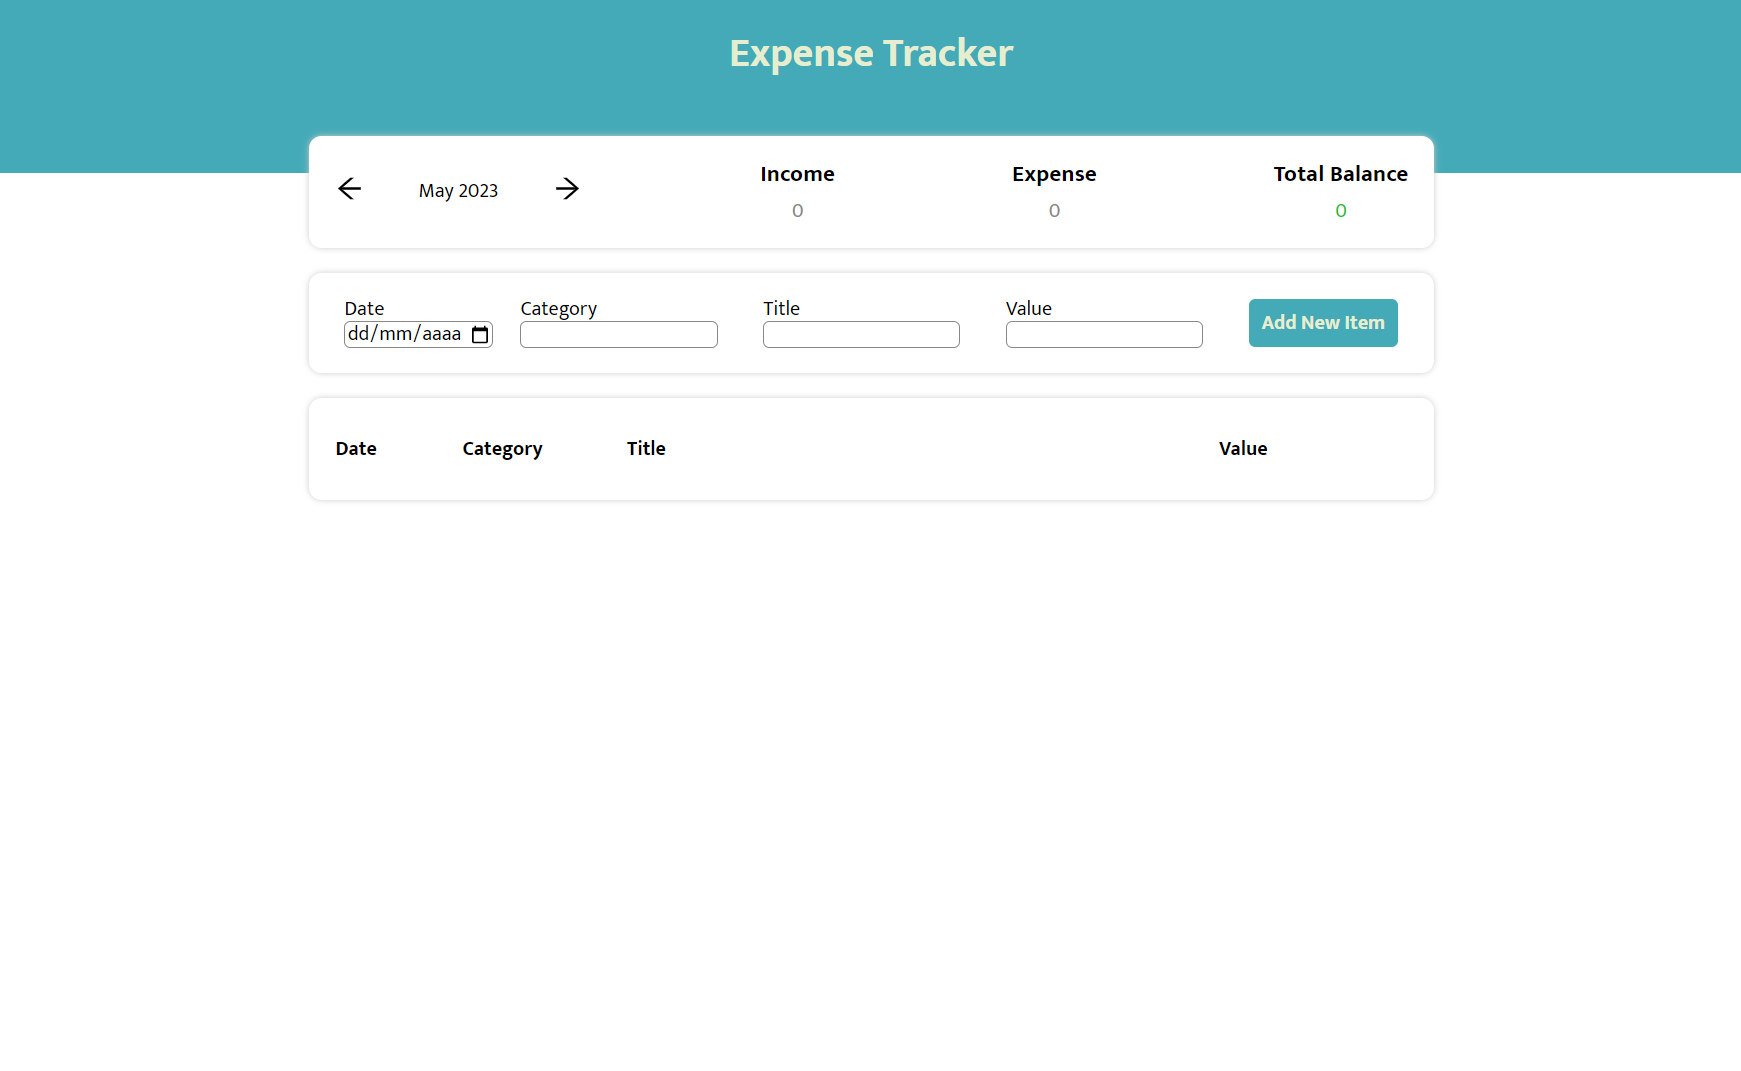 Expense Tracker
May 2023
Income
0
Expense
0
Total Balance
0
Date
dd/mm/aaaa
Category
Title
Value
Add New Item
Date Category Title Value